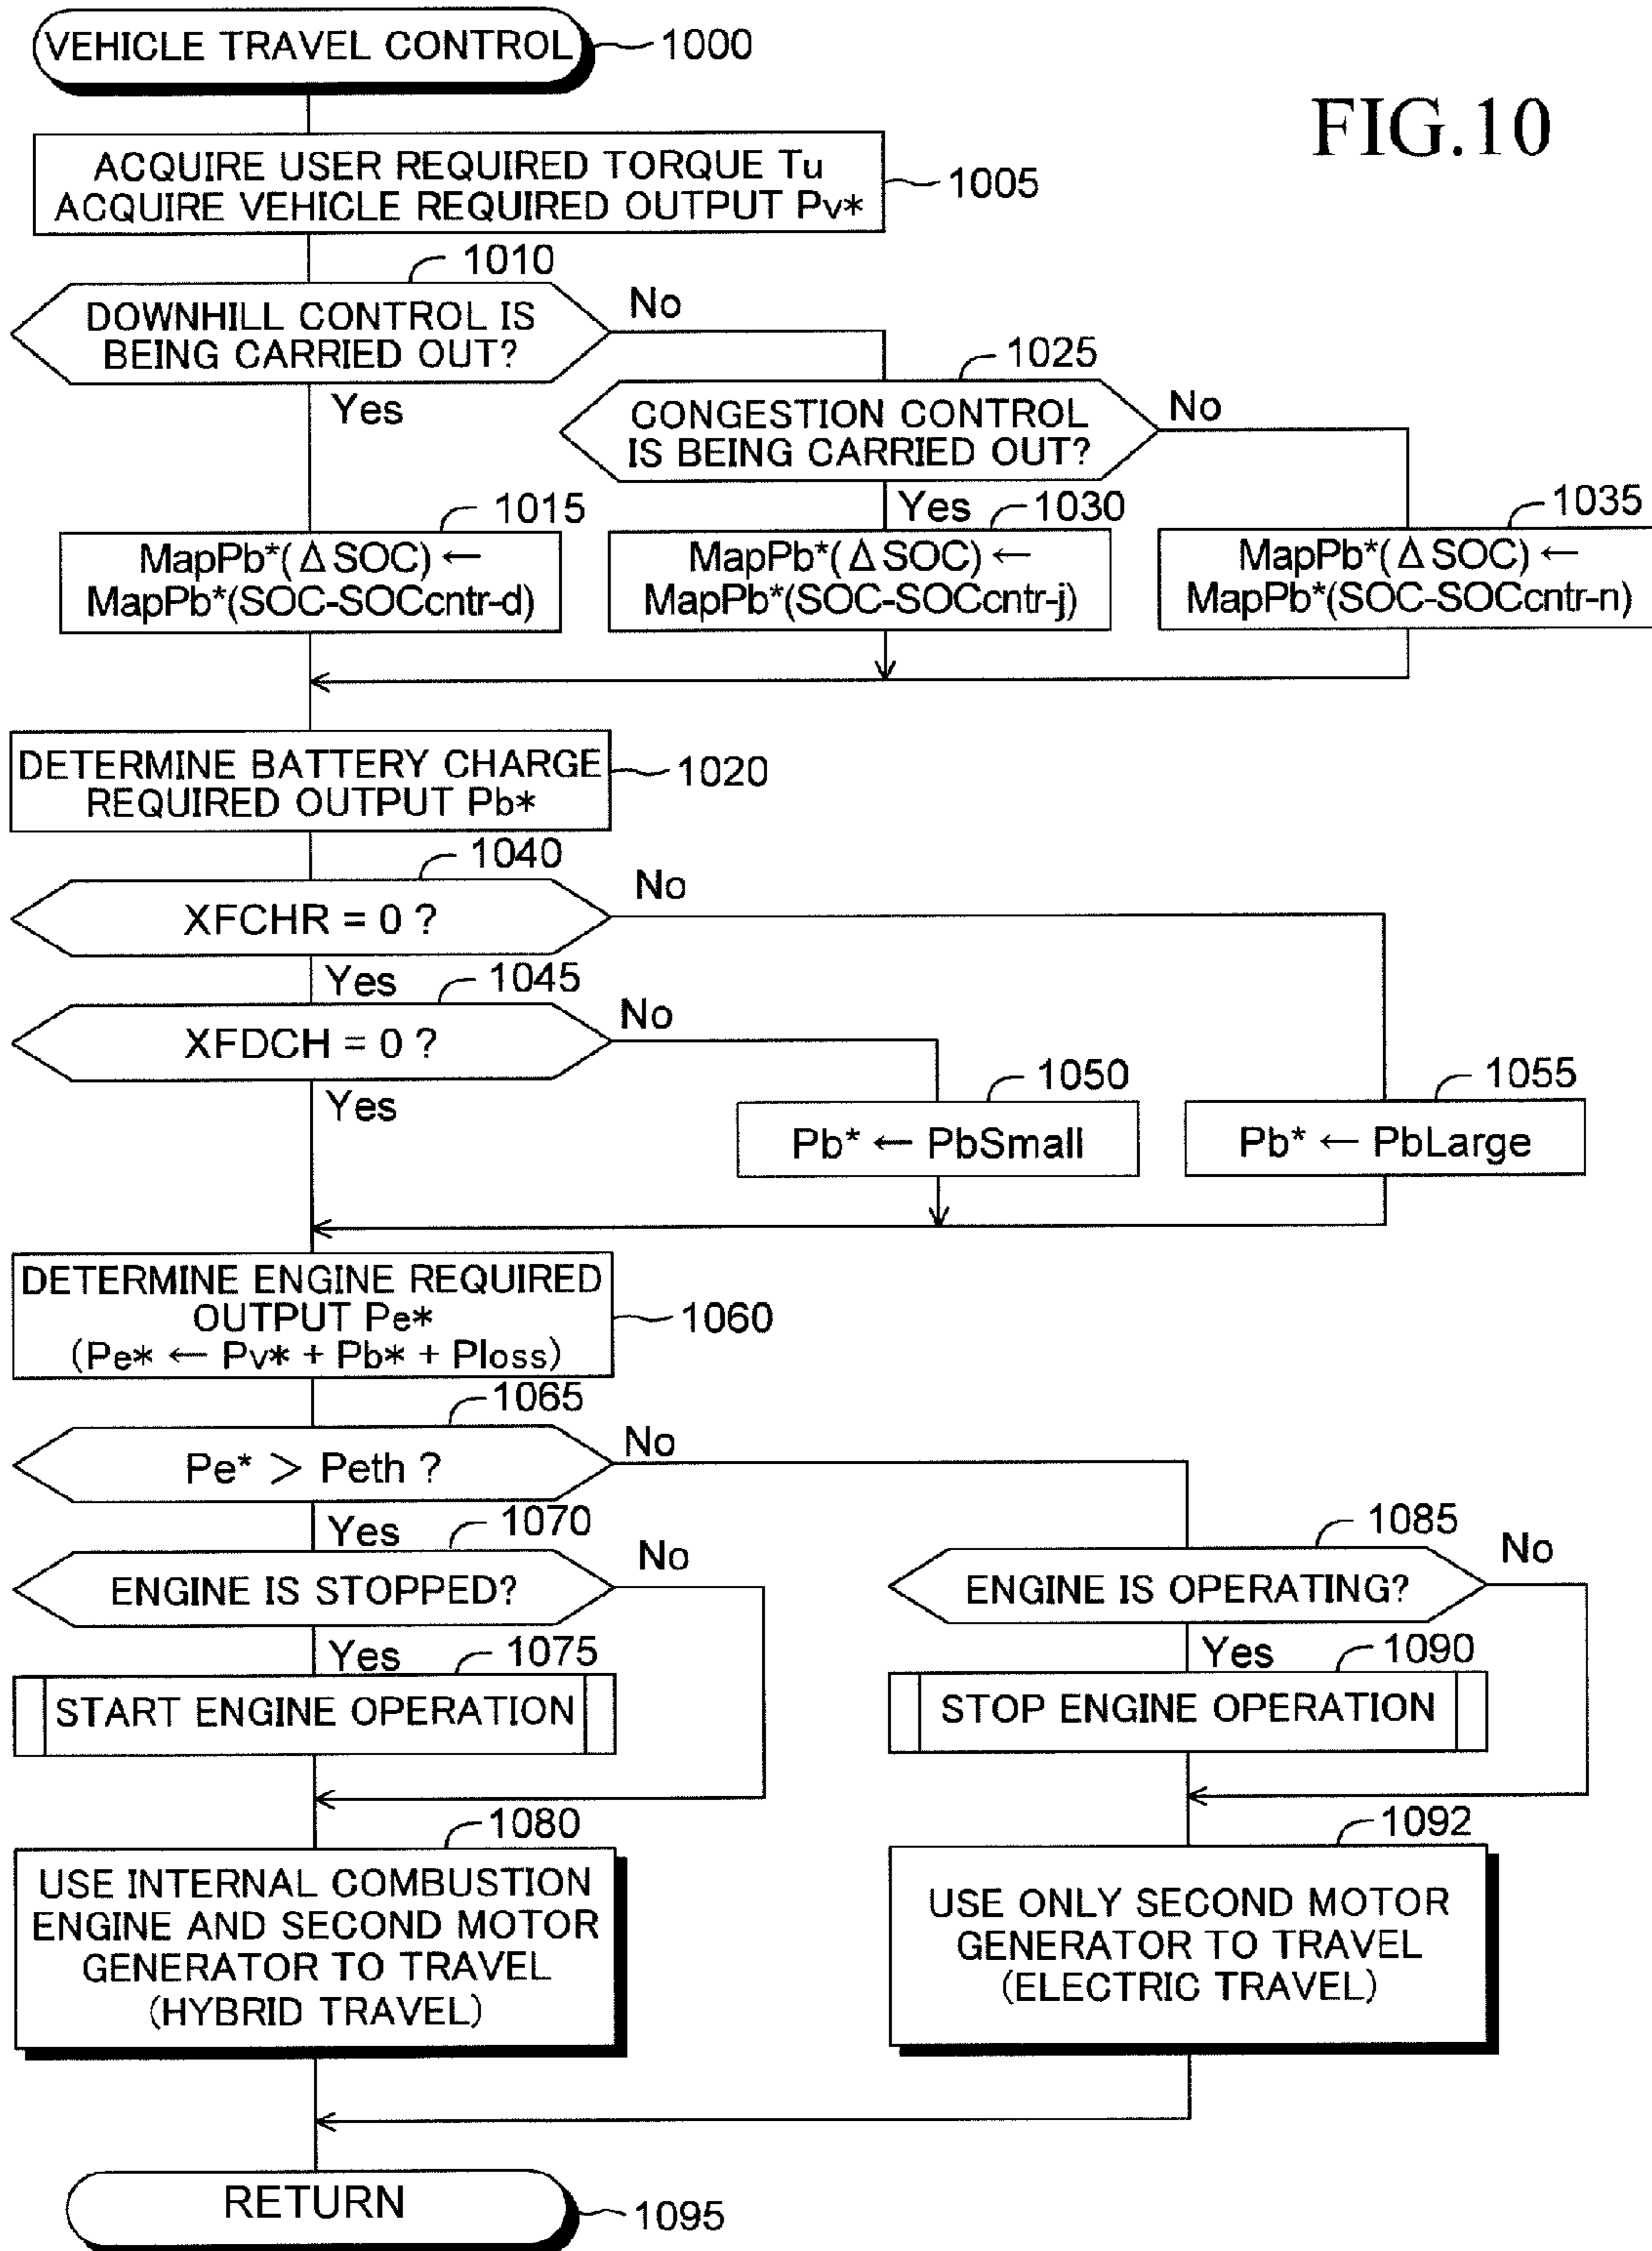 VEHICLE TRAVEL CONTROL
1000
FIG.10
ACQUIRE USER REQUIRED TORQUE Tu
ACQUIRE VEHICLE REQUIRED OUTPUT Pv*
1005
1010
DOWNHILL CONTROL IS
BEING CARRIED OUT?
No
Yes
1025
CONGESTION CONTROL
IS BEING CARRIED OUT?
No
Yes
1015
MapPb*(ΔSOC) ←
MapPb*(SOC-SOCcntr-d)
1030
MapPb*(ΔSOC) ←
MapPb*(SOC-SOCcntr-j)
1035
MapPb*(ΔSOC) ←
MapPb*(SOC-SOCcntr-n)
DETERMINE BATTERY CHARGE
REQUIRED OUTPUT Pb*
1020
1040
XFCHR = 0 ?
No
Yes
1045
XFDCH = 0 ?
No
Yes
1050
Pb* ← PbSmall
1055
Pb* ← PbLarge
DETERMINE ENGINE REQUIRED
OUTPUT Pe*
(Pe* ← Pv* + Pb* + Ploss)
1060
1065
Pe* > Peth ?
No
Yes
1070
ENGINE IS STOPPED?
No
Yes
1085
ENGINE IS OPERATING?
No
Yes
1075
START ENGINE OPERATION
1090
STOP ENGINE OPERATION
1080
USE INTERNAL COMBUSTION
ENGINE AND SECOND MOTOR
GENERATOR TO TRAVEL
(HYBRID TRAVEL)
1092
USE ONLY SECOND MOTOR
GENERATOR TO TRAVEL
(ELECTRIC TRAVEL)
RETURN
1095